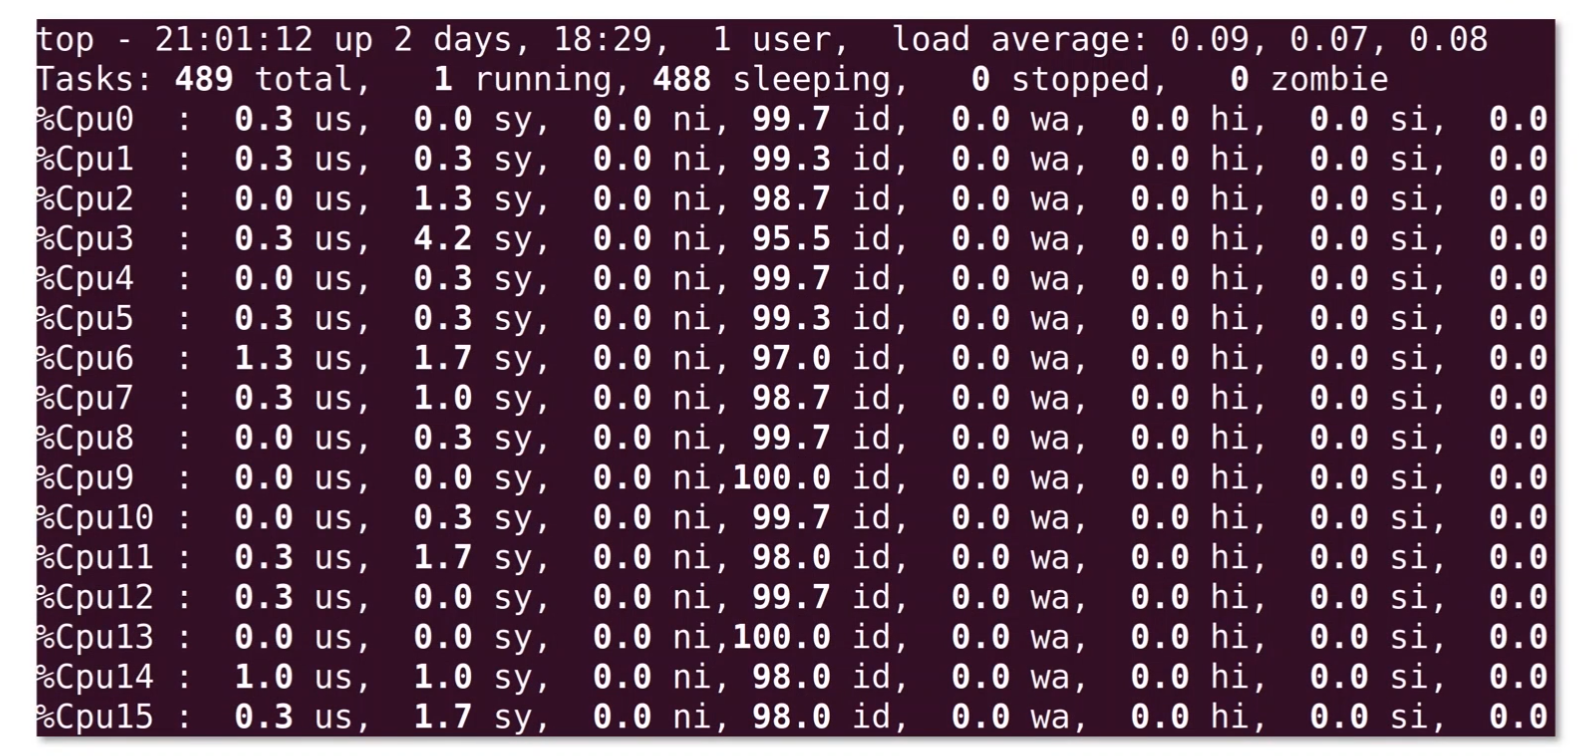 top - 21:01:12 up 2 days, 18:29,  1 user,  load average: 0.09, 0.07, 0.08
Tasks: 489 total,   1 running, 488 sleeping,   0 stopped,   0 zombie
%Cpu0  :  0.3 us,  0.0 sy,  0.0 ni, 99.7 id,  0.0 wa,  0.0 hi,  0.0 si,  0.0
%Cpu1  :  0.3 us,  0.3 sy,  0.0 ni, 99.3 id,  0.0 wa,  0.0 hi,  0.0 si,  0.0
%Cpu2  :  0.0 us,  1.3 sy,  0.0 ni, 98.7 id,  0.0 wa,  0.0 hi,  0.0 si,  0.0
%Cpu3  :  0.3 us,  4.2 sy,  0.0 ni, 95.5 id,  0.0 wa,  0.0 hi,  0.0 si,  0.0
%Cpu4  :  0.0 us,  0.3 sy,  0.0 ni, 99.7 id,  0.0 wa,  0.0 hi,  0.0 si,  0.0
%Cpu5  :  0.3 us,  0.3 sy,  0.0 ni, 99.3 id,  0.0 wa,  0.0 hi,  0.0 si,  0.0
%Cpu6  :  1.3 us,  1.7 sy,  0.0 ni, 97.0 id,  0.0 wa,  0.0 hi,  0.0 si,  0.0
%Cpu7  :  0.3 us,  1.0 sy,  0.0 ni, 98.7 id,  0.0 wa,  0.0 hi,  0.0 si,  0.0
%Cpu8  :  0.0 us,  0.3 sy,  0.0 ni, 99.7 id,  0.0 wa,  0.0 hi,  0.0 si,  0.0
%Cpu9  :  0.0 us,  0.0 sy,  0.0 ni,100.0 id,  0.0 wa,  0.0 hi,  0.0 si,  0.0
%Cpu10 :  0.0 us,  0.3 sy,  0.0 ni, 99.7 id,  0.0 wa,  0.0 hi,  0.0 si,  0.0
%Cpu11 :  0.3 us,  1.7 sy,  0.0 ni, 98.0 id,  0.0 wa,  0.0 hi,  0.0 si,  0.0
%Cpu12 :  0.3 us,  0.0 sy,  0.0 ni, 99.7 id,  0.0 wa,  0.0 hi,  0.0 si,  0.0
%Cpu13 :  0.0 us,  0.0 sy,  0.0 ni,100.0 id,  0.0 wa,  0.0 hi,  0.0 si,  0.0
%Cpu14 :  1.0 us,  1.0 sy,  0.0 ni, 98.0 id,  0.0 wa,  0.0 hi,  0.0 si,  0.0
%Cpu15 :  0.3 us,  1.7 sy,  0.0 ni, 98.0 id,  0.0 wa,  0.0 hi,  0.0 si,  0.0